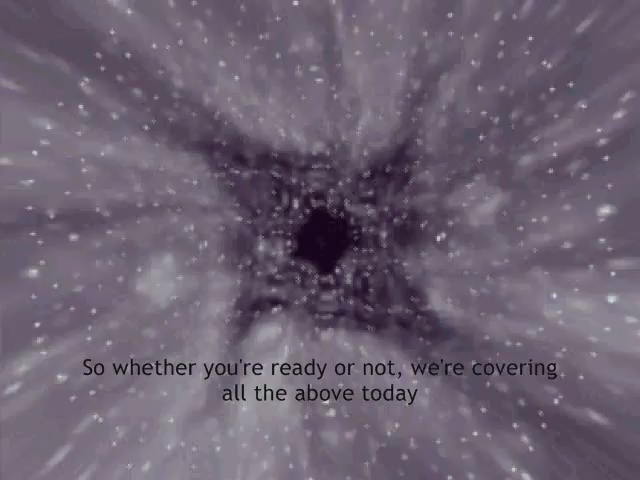 So whether you're ready or not, we're covering
all the above today